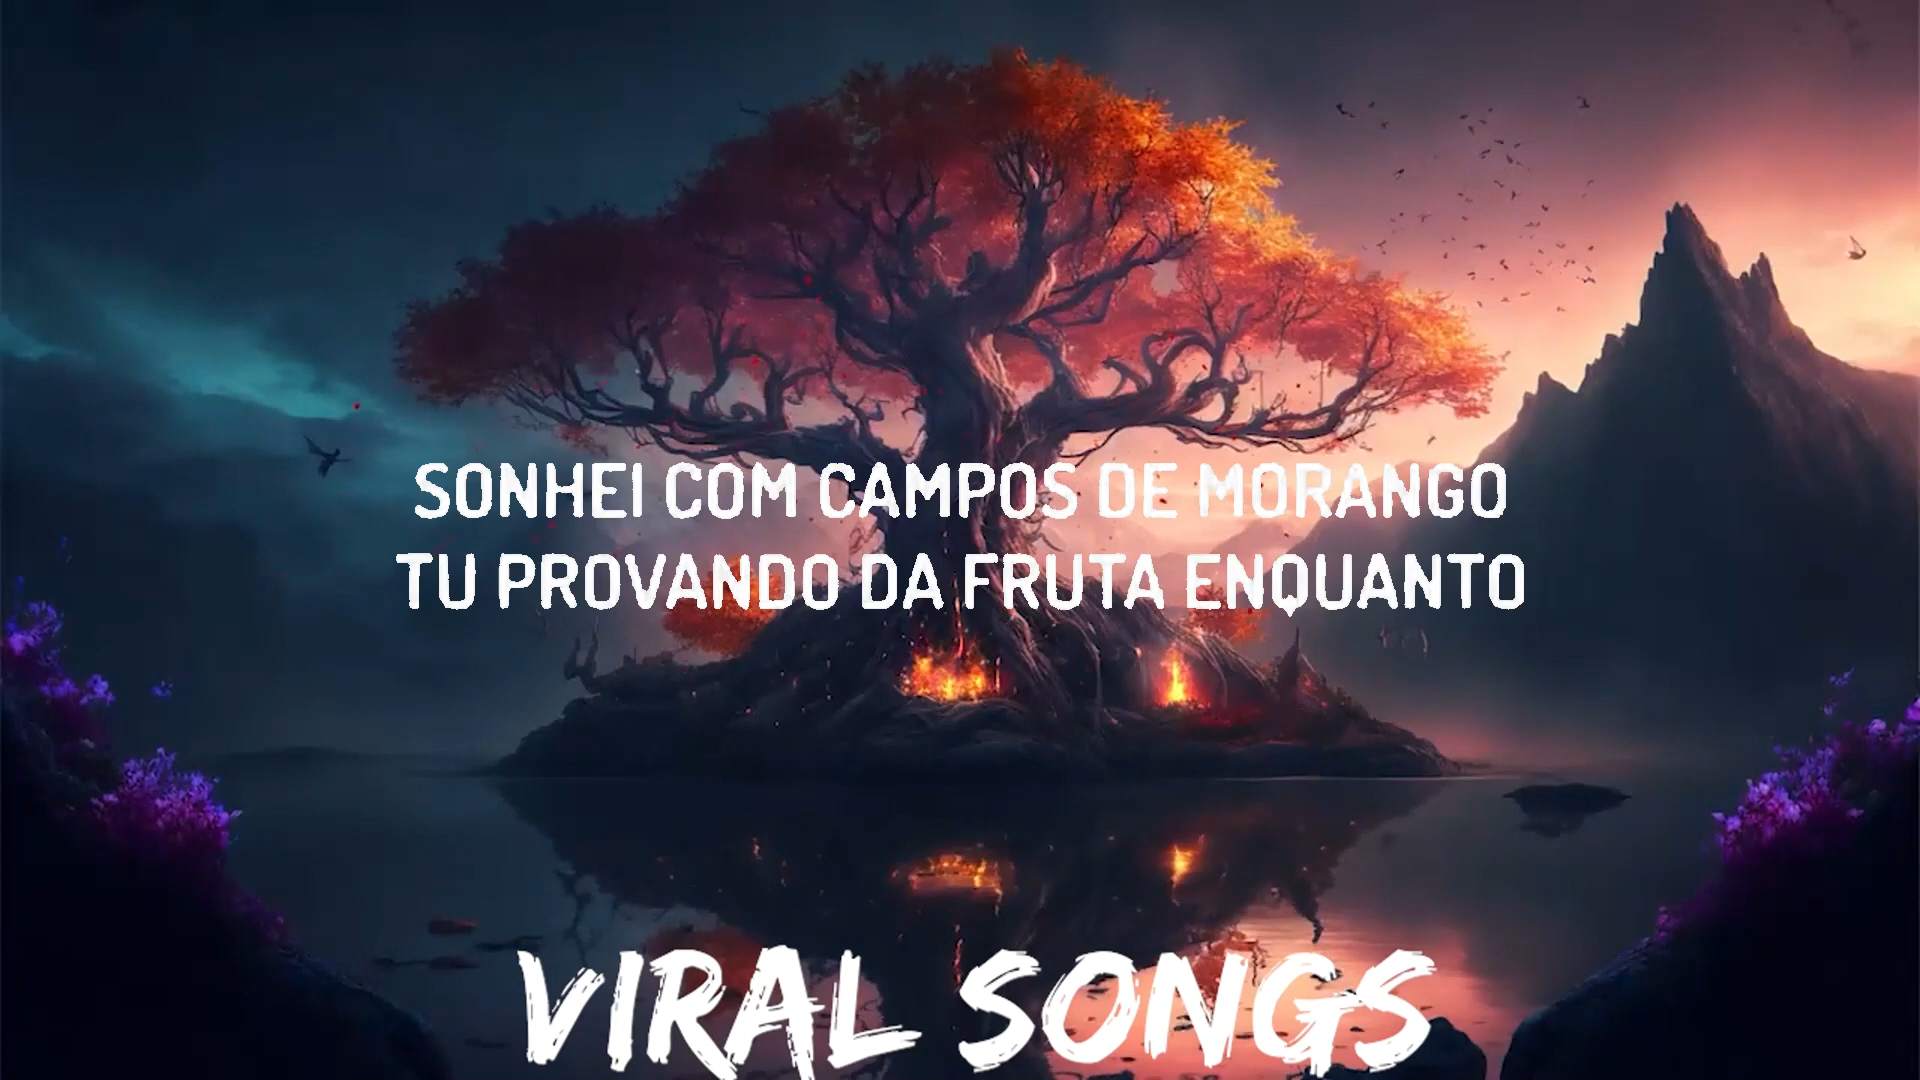 SONHEI COM CAMPOS DE MORANGO
TU PROVANDO DA FRUTA ENQUANTO
VIRAL SONGS